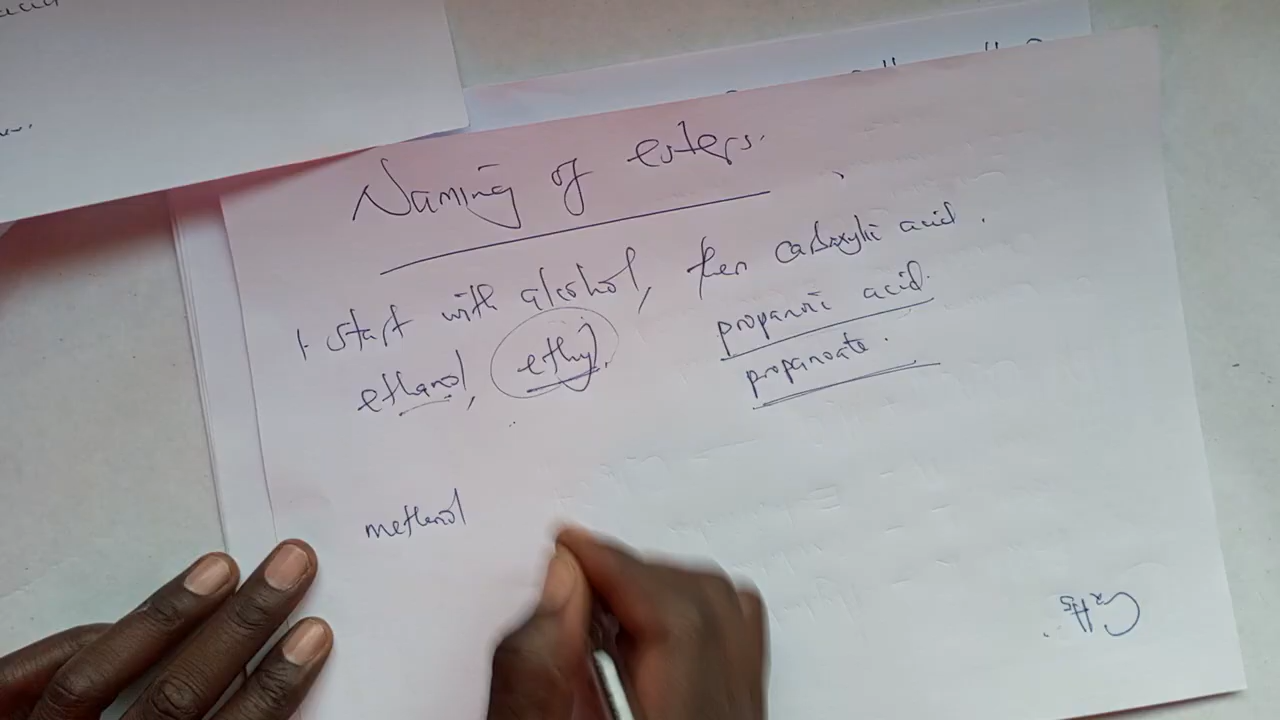 Naming of esters.
1. start with alcohol, then carboxylic acid.
ethanol, ethyl. propanoic acid.
propanoate.
methanol
C2H5